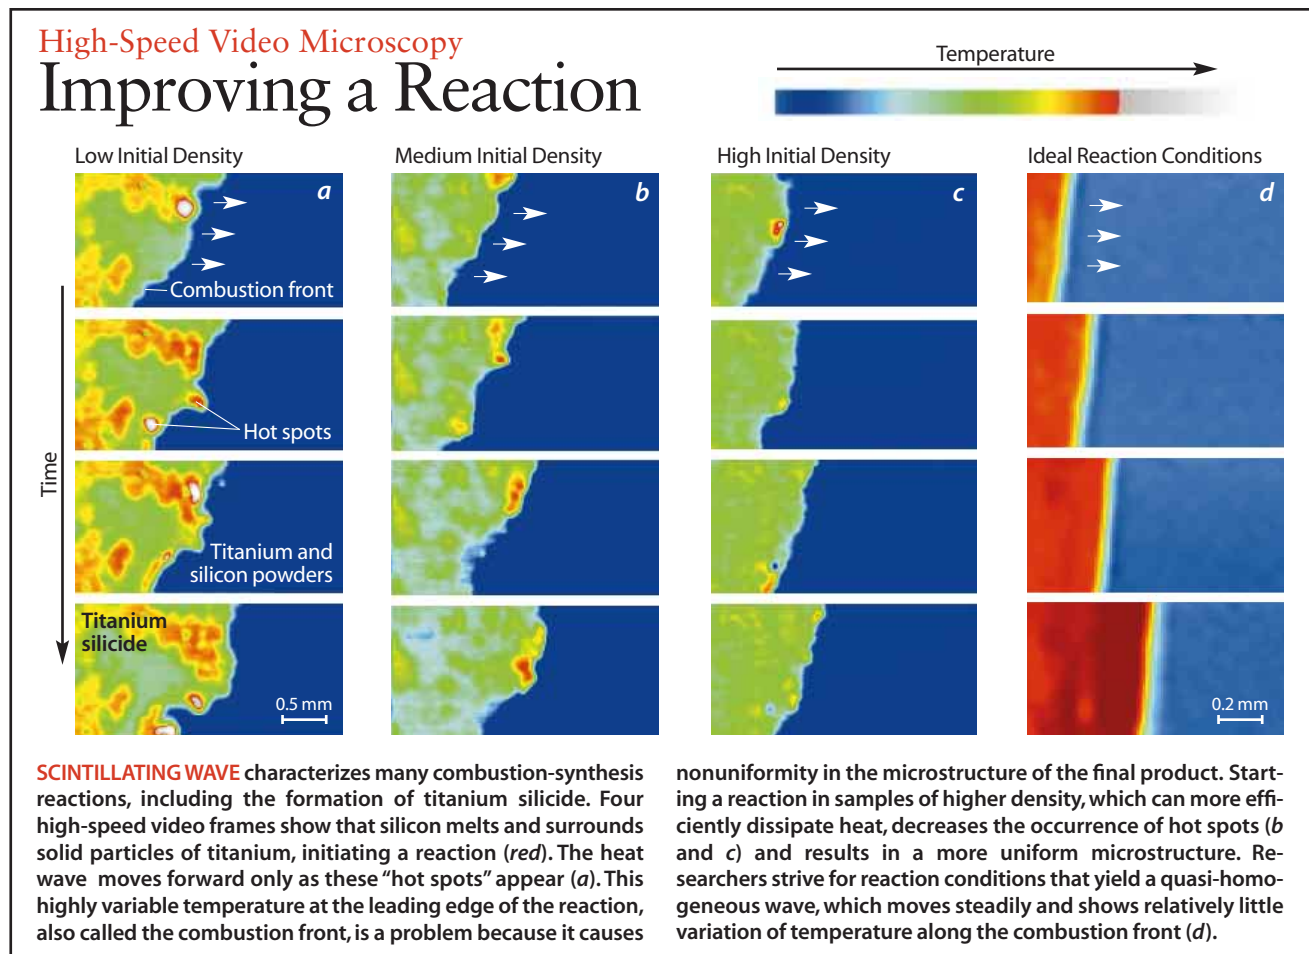 High-Speed Video Microscopy
Improving a Reaction
Temperature
Low Initial Density
Medium Initial Density
High Initial Density
Ideal Reaction Conditions
a
b
c
d
Combustion front
Hot spots
Time
Titanium and
silicon powders
Titanium
silicide
0.5 mm
0.2 mm
SCINTILLATING WAVE characterizes many combustion-synthesis
reactions, including the formation of titanium silicide. Four
high-speed video frames show that silicon melts and surrounds
solid particles of titanium, initiating a reaction (red). The heat
wave moves forward only as these “hot spots” appear (a). This
highly variable temperature at the leading edge of the reaction,
also called the combustion front, is a problem because it causes
nonuniformity in the microstructure of the final product. Start-
ing a reaction in samples of higher density, which can more effi-
ciently dissipate heat, decreases the occurrence of hot spots (b
and c) and results in a more uniform microstructure. Re-
searchers strive for reaction conditions that yield a quasi-homo-
geneous wave, which moves steadily and shows relatively little
variation of temperature along the combustion front (d).